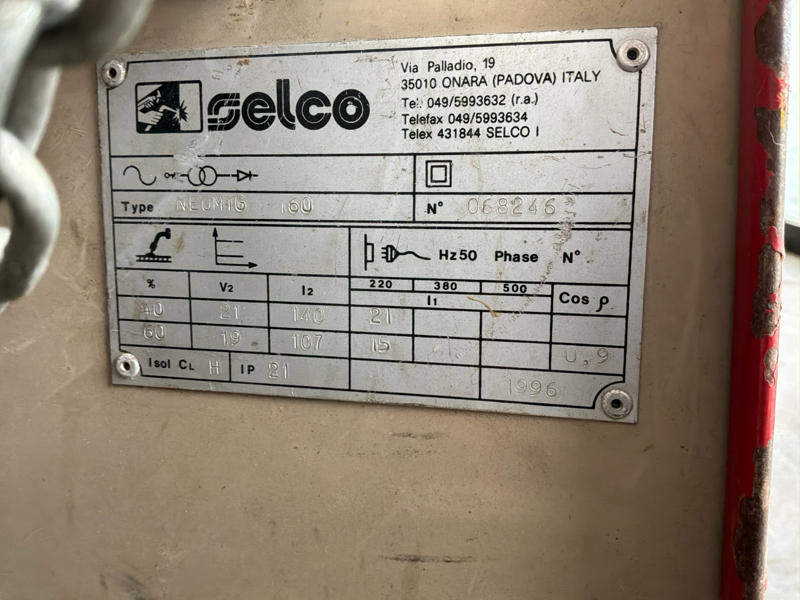 selco
Via Palladio, 19
35010 ONARA (PADOVA) ITALY
Tel. 049/5993632 (r.a.)
Telefax 049/5993634
Telex 431844 SELCO I
Type NEOMIG 160 N° 068246
Hz50 Phase N°
% V2 I2 220 380 500 Cos ρ
I1
40 21 140 21
60 19 107 15 0,9
Isol CL H IP 21 1996